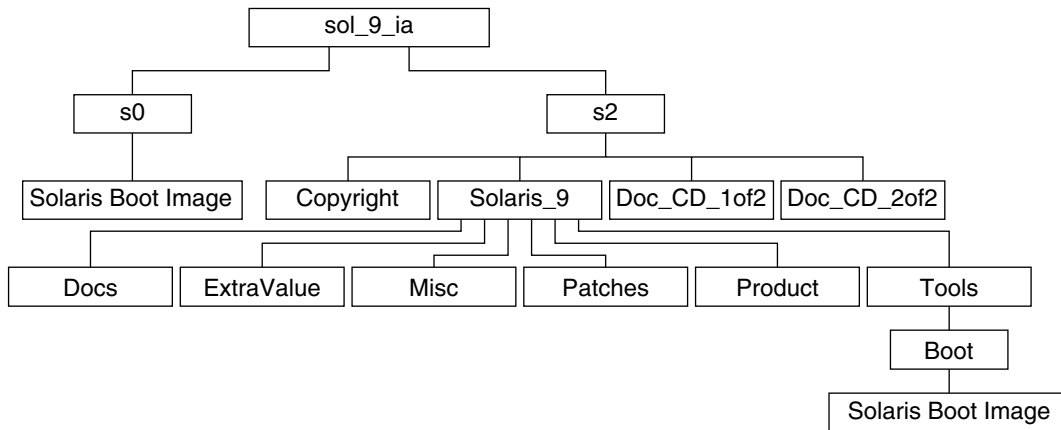 sol_9_ia
s0
s2
Solaris Boot Image
Copyright
Solaris_9
Doc_CD_1of2
Doc_CD_2of2
Docs
ExtraValue
Misc
Patches
Product
Tools
Boot
Solaris Boot Image